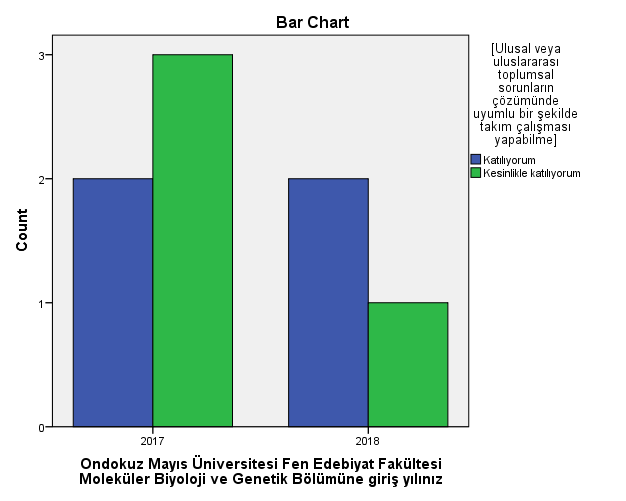 Bar Chart
[Ulusal veya
uluslararası
toplumsal
sorunların
çözümünde
uyumlu bir şekilde
takım çalışması
yapabilme]
Katılıyorum
Kesinlikle katılıyorum
Count
3
2
1
0
2017
2018
Ondokuz Mayıs Üniversitesi Fen Edebiyat Fakültesi
Moleküler Biyoloji ve Genetik Bölümüne giriş yılınız